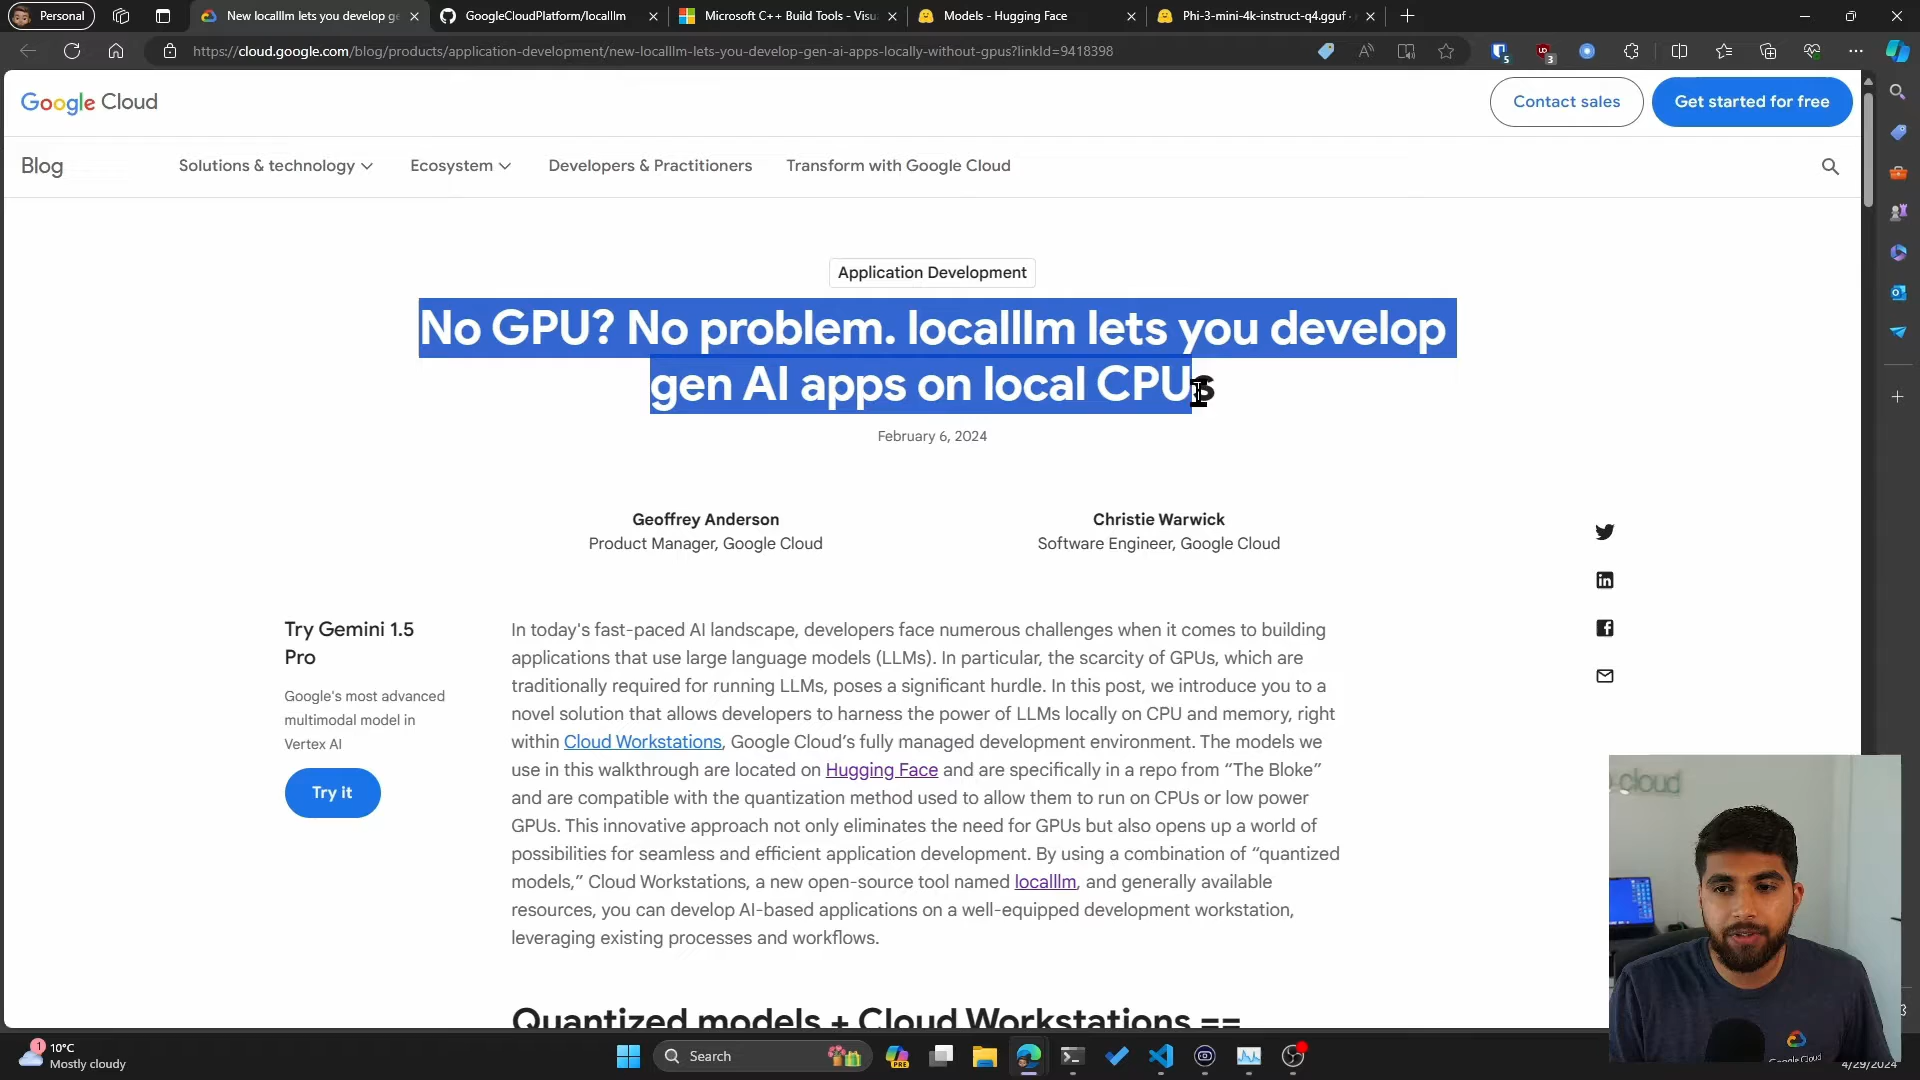 Personal
New localllm lets you develop ge
GoogleCloudPlatform/localllm
Microsoft C++ Build Tools - Visu
Models - Hugging Face
Phi-3-mini-4k-instruct-q4.gguf ·
https://cloud.google.com/blog/products/application-development/new-localllm-lets-you-develop-gen-ai-apps-locally-without-gpus?linkId=9418398
5
3
Google Cloud
Contact sales
Get started for free
Blog
Solutions & technology
Ecosystem
Developers & Practitioners
Transform with Google Cloud
Application Development
No GPU? No problem. localllm lets you develop
gen AI apps on local CPUs
February 6, 2024
Geoffrey Anderson
Product Manager, Google Cloud
Christie Warwick
Software Engineer, Google Cloud
Try Gemini 1.5
Pro
Google's most advanced
multimodal model in
Vertex AI
Try it
In today's fast-paced AI landscape, developers face numerous challenges when it comes to building
applications that use large language models (LLMs). In particular, the scarcity of GPUs, which are
traditionally required for running LLMs, poses a significant hurdle. In this post, we introduce you to a
novel solution that allows developers to harness the power of LLMs locally on CPU and memory, right
within Cloud Workstations, Google Cloud’s fully managed development environment. The models we
use in this walkthrough are located on Hugging Face and are specifically in a repo from “The Bloke”
and are compatible with the quantization method used to allow them to run on CPUs or low power
GPUs. This innovative approach not only eliminates the need for GPUs but also opens up a world of
possibilities for seamless and efficient application development. By using a combination of “quantized
models,” Cloud Workstations, a new open-source tool named localllm, and generally available
resources, you can develop AI-based applications on a well-equipped development workstation,
leveraging existing processes and workflows.
Quantized models + Cloud Workstations ==
cloud
Google Cloud
1
10°C
Mostly cloudy
Search
PRE
4/29/2024